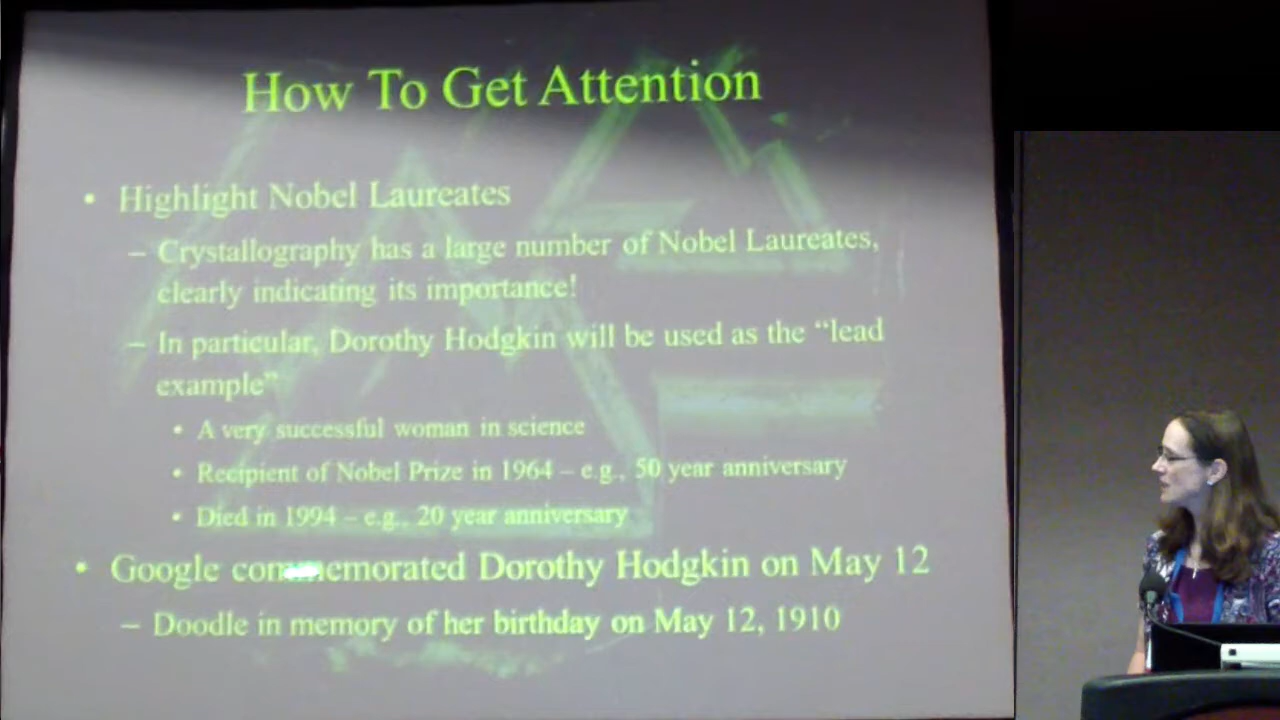 How To Get Attention
• Highlight Nobel Laureates
– Crystallography has a large number of Nobel Laureates,
clearly indicating its importance!
– In particular, Dorothy Hodgkin will be used as the “lead
example”
• A very successful woman in science
• Recipient of Nobel Prize in 1964 – e.g., 50 year anniversary
• Died in 1994 – e.g., 20 year anniversary
• Google commemorated Dorothy Hodgkin on May 12
– Doodle in memory of her birthday on May 12, 1910